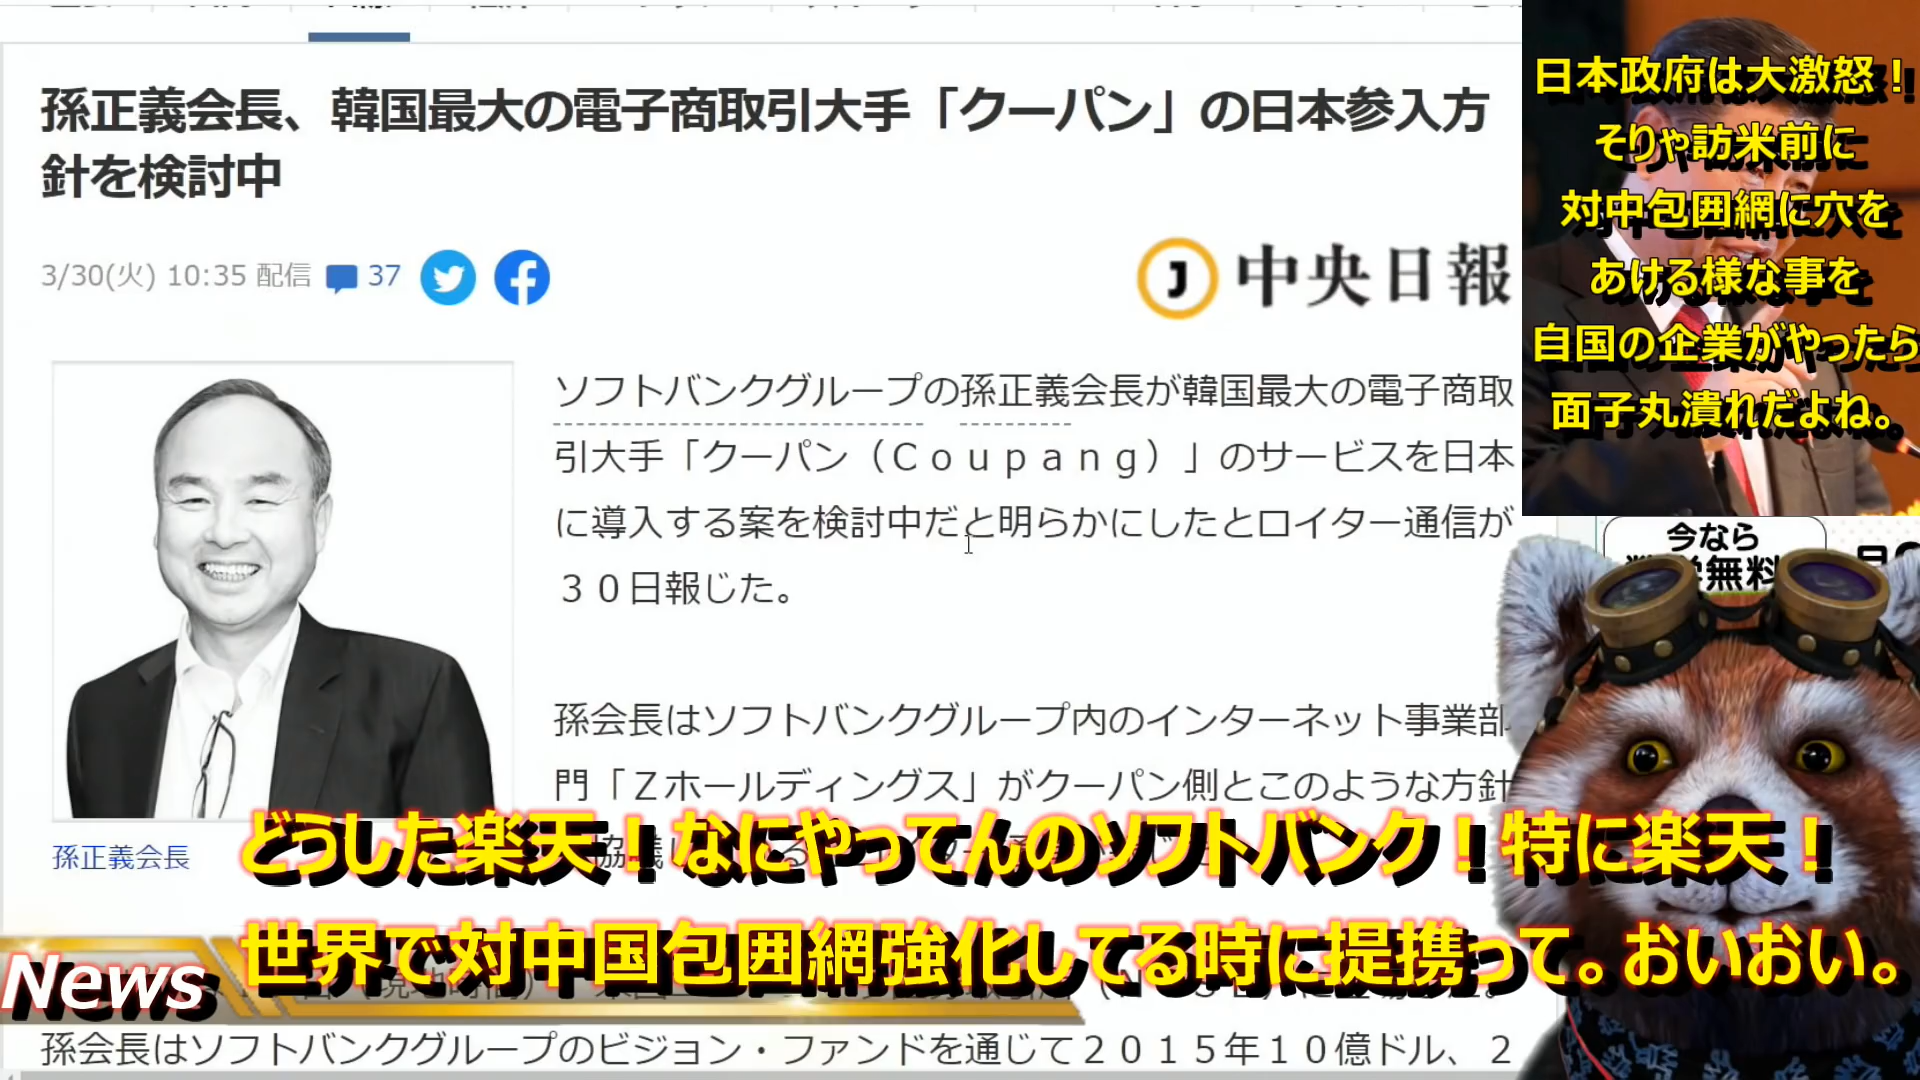 孫正義会長、韓国最大の電子商取引大手「クーパン」の日本参入方
針を検討中
3/30(火) 10:35 配信 37
J 中央日報
ソフトバンクグループの孫正義会長が韓国最大の電子商取
引大手「クーパン（Ｃｏｕｐａｎｇ）」のサービスを日本
に導入する案を検討中だと明らかにしたとロイター通信が
３０日報じた。
孫会長はソフトバンクグループ内のインターネット事業部
門「Ｚホールディングス」がクーパン側とこのような方針
孫正義会長
孫会長はソフトバンクグループのビジョン・ファンドを通じて２０１５年１０億ドル、２
日本政府は大激怒！
そりゃ訪米前に
対中包囲網に穴を
あける様な事を
自国の企業がやったら
面子丸潰れだよね。
今なら
無料
どうした楽天！なにやってんのソフトバンク！特に楽天！
世界で対中国包囲網強化してる時に提携って。おいおい。
News